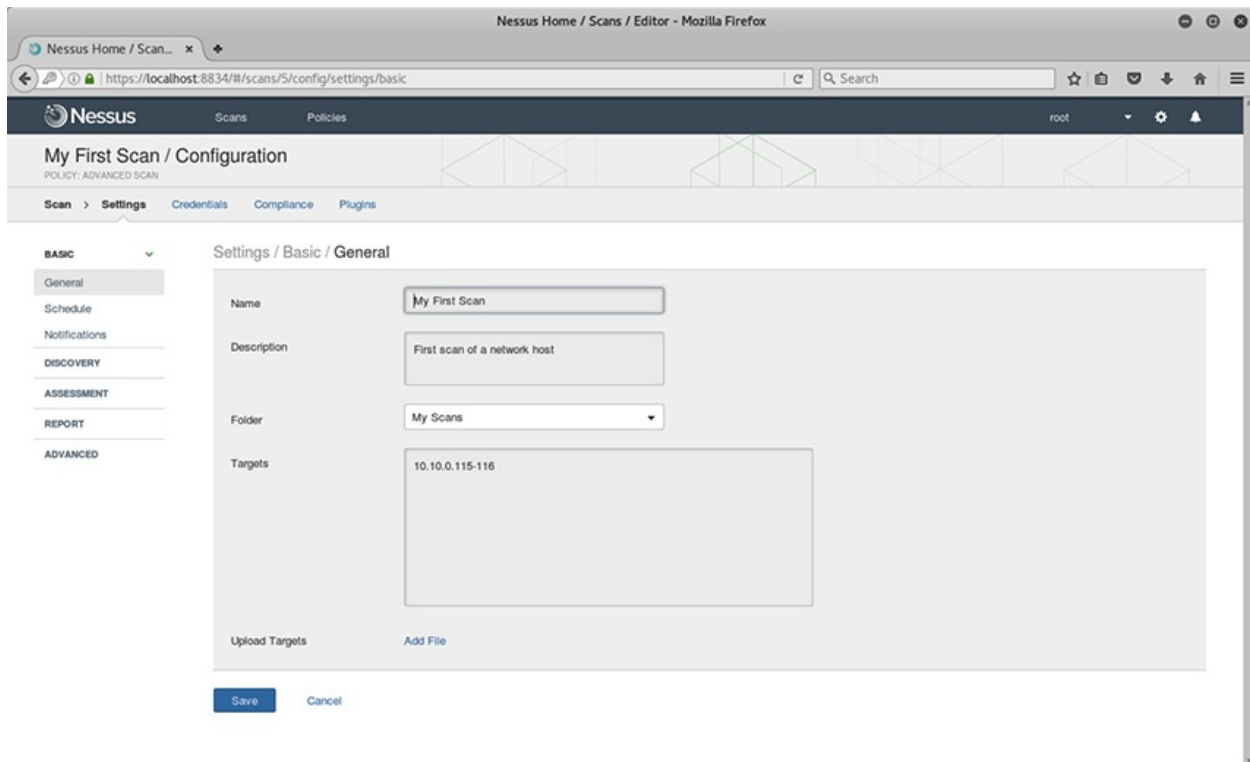 Nessus Home / Scans / Editor - Mozilla Firefox
Nessus Home / Scan...
https://localhost:8834/#/scans/5/config/settings/basic
Search
Nessus
Scans
Policies
root
My First Scan / Configuration
POLICY: ADVANCED SCAN
Scan > Settings
Credentials
Compliance
Plugins
BASIC
General
Schedule
Notifications
DISCOVERY
ASSESSMENT
REPORT
ADVANCED
Settings / Basic / General
Name
My First Scan
Description
First scan of a network host
Folder
My Scans
Targets
10.10.0.115-116
Upload Targets
Add File
Save
Cancel